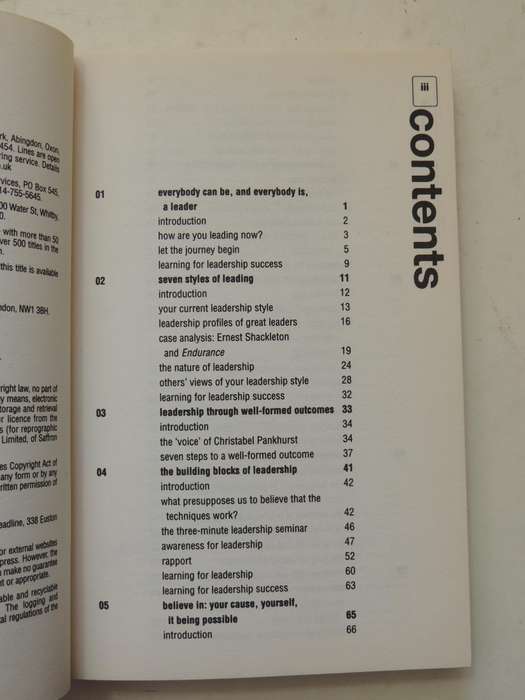 rk, Abingdon, Oxon,
454. Lines are open
ring service. Details
.uk
rvices, PO Box 545,
14-755-5645.
00 Water St, Whitby,
0.
with more than 50
ver 500 titles in the
this title is available
ndon, NW1 3BH.
right law, no part of
y means, electronic
torage and retrieval
r licence from the
s (for reprographic
Limited, of Saffron
es Copyright Act of
any form or by any
ritten permission of
eadline, 338 Euston
or external websites
press. However, the
make no guarantee
nt or appropriate.
able and recyclable
The logging and
al regulations of the
iii
contents
01 everybody can be, and everybody is,
a leader 1
introduction 2
how are you leading now? 3
let the journey begin 5
learning for leadership success 9
02 seven styles of leading 11
introduction 12
your current leadership style 13
leadership profiles of great leaders 16
case analysis: Ernest Shackleton
and Endurance 19
the nature of leadership 24
others' views of your leadership style 28
learning for leadership success 32
03 leadership through well-formed outcomes 33
introduction 34
the 'voice' of Christabel Pankhurst 34
seven steps to a well-formed outcome 37
04 the building blocks of leadership 41
introduction 42
what presupposes us to believe that the
techniques work? 42
the three-minute leadership seminar 46
awareness for leadership 47
rapport 52
learning for leadership 60
learning for leadership success 63
05 believe in: your cause, yourself,
it being possible 65
introduction 66